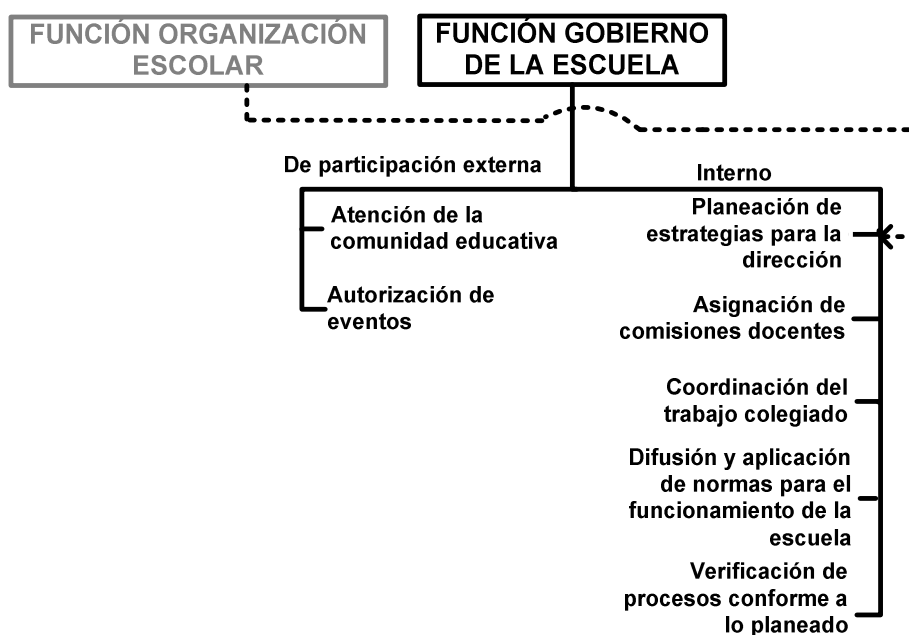 FUNCIÓN ORGANIZACIÓN
ESCOLAR
FUNCIÓN GOBIERNO
DE LA ESCUELA
De participación externa
Atención de la
comunidad educativa
Autorización de
eventos
Interno
Planeación de
estrategias para la
dirección
Asignación de
comisiones docentes
Coordinación del
trabajo colegiado
Difusión y aplicación
de normas para el
funcionamiento de la
escuela
Verificación de
procesos conforme a
lo planeado